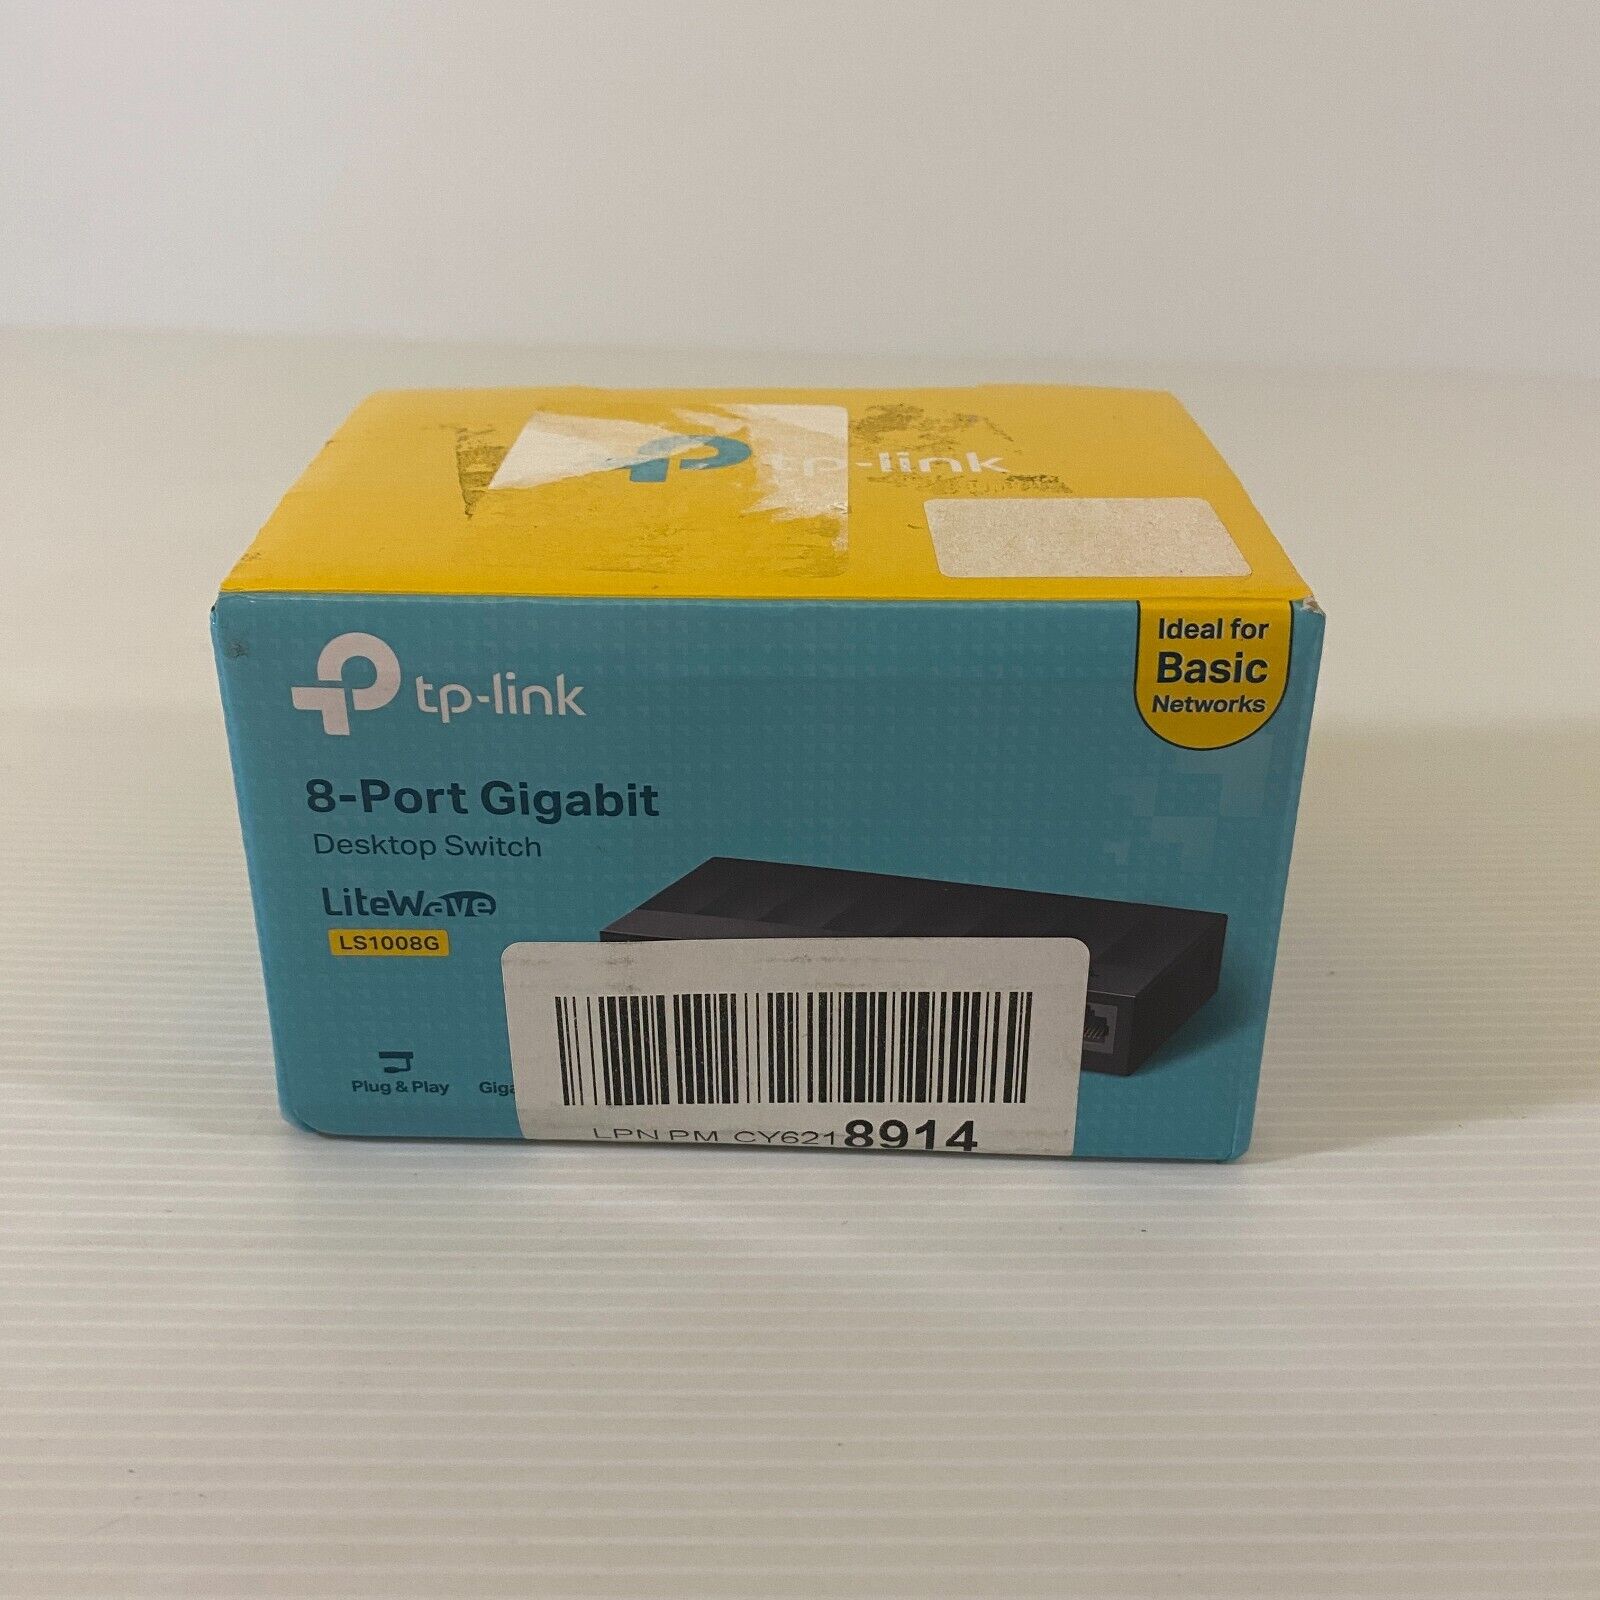 tp-link
tp-link
Ideal for
Basic
Networks
8-Port Gigabit
Desktop Switch
LiteWave
LS1008G
Plug & Play
LPN PM CY6218914